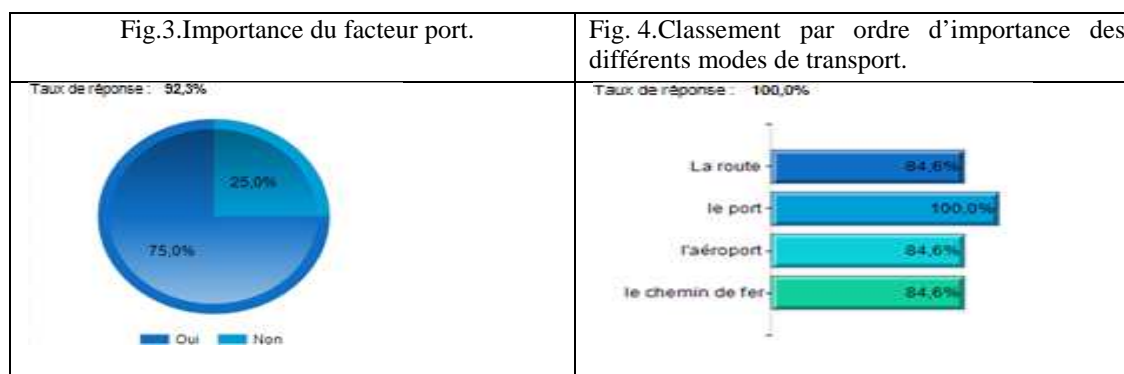 Fig.3.Importance du facteur port.
Taux de réponse : 92,3%
25,0%
75,0%
Oui Non
Fig. 4.Classement par ordre d’importance des
différents modes de transport.
Taux de réponse : 100,0%
La route 84,6%
le port 100,0%
l'aéroport 84,6%
le chemin de fer 84,6%